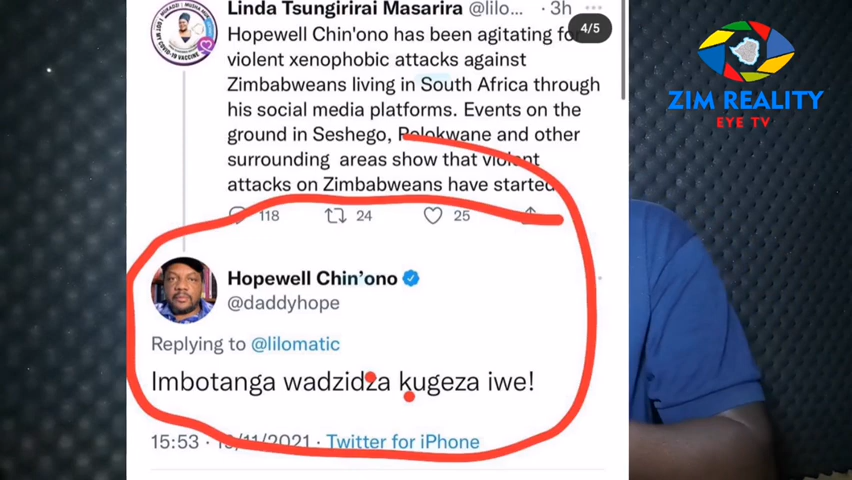 Linda Tsungirirai Masarira @lilo... · 3h ...
4/5
Hopewell Chin'ono has been agitating for
violent xenophobic attacks against
Zimbabweans living in South Africa through
his social media platforms. Events on the
ground in Seshego, Polokwane and other
surrounding areas show that violent
attacks on Zimbabweans have started
118 24 25
Hopewell Chin'ono
@daddyhope
Replying to @lilomatic
Imbotanga wadzidza kugeza iwe!
15:53 · /11/2021 · Twitter for iPhone
ZIM REALITY
EYE TV